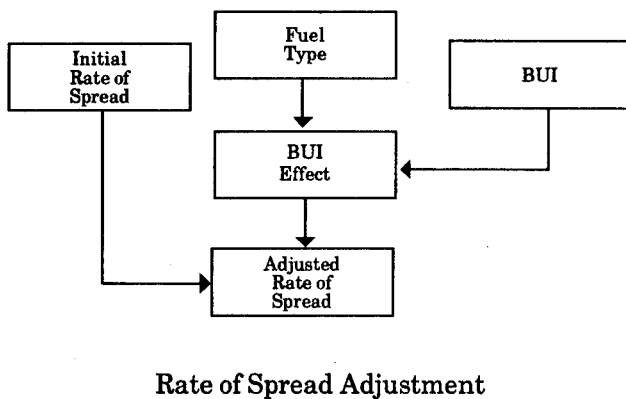 Initial
Rate of
Spread
Fuel
Type
BUI
BUI
Effect
Adjusted
Rate of
Spread
Rate of Spread Adjustment